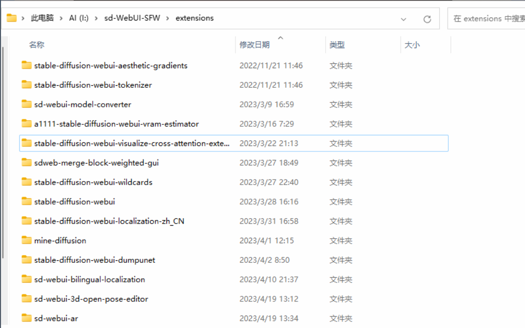 此电脑 > AI (I:) > sd-WebUI-SFW > extensions
在 extensions 中搜索
名称 修改日期 类型 大小
stable-diffusion-webui-aesthetic-gradients 2022/11/21 11:46 文件夹
stable-diffusion-webui-tokenizer 2022/11/21 11:46 文件夹
sd-webui-model-converter 2023/3/9 16:59 文件夹
a1111-stable-diffusion-webui-vram-estimator 2023/3/16 7:29 文件夹
stable-diffusion-webui-visualize-cross-attention-exte... 2023/3/22 21:13 文件夹
sdweb-merge-block-weighted-gui 2023/3/27 18:49 文件夹
stable-diffusion-webui-wildcards 2023/3/27 22:40 文件夹
stable-diffusion-webui 2023/3/28 16:16 文件夹
stable-diffusion-webui-localization-zh_CN 2023/3/31 16:58 文件夹
mine-diffusion 2023/4/1 12:15 文件夹
stable-diffusion-webui-dumpunet 2023/4/2 8:50 文件夹
sd-webui-bilingual-localization 2023/4/10 21:37 文件夹
sd-webui-3d-open-pose-editor 2023/4/19 13:12 文件夹
sd-webui-ar 2023/4/19 13:34 文件夹